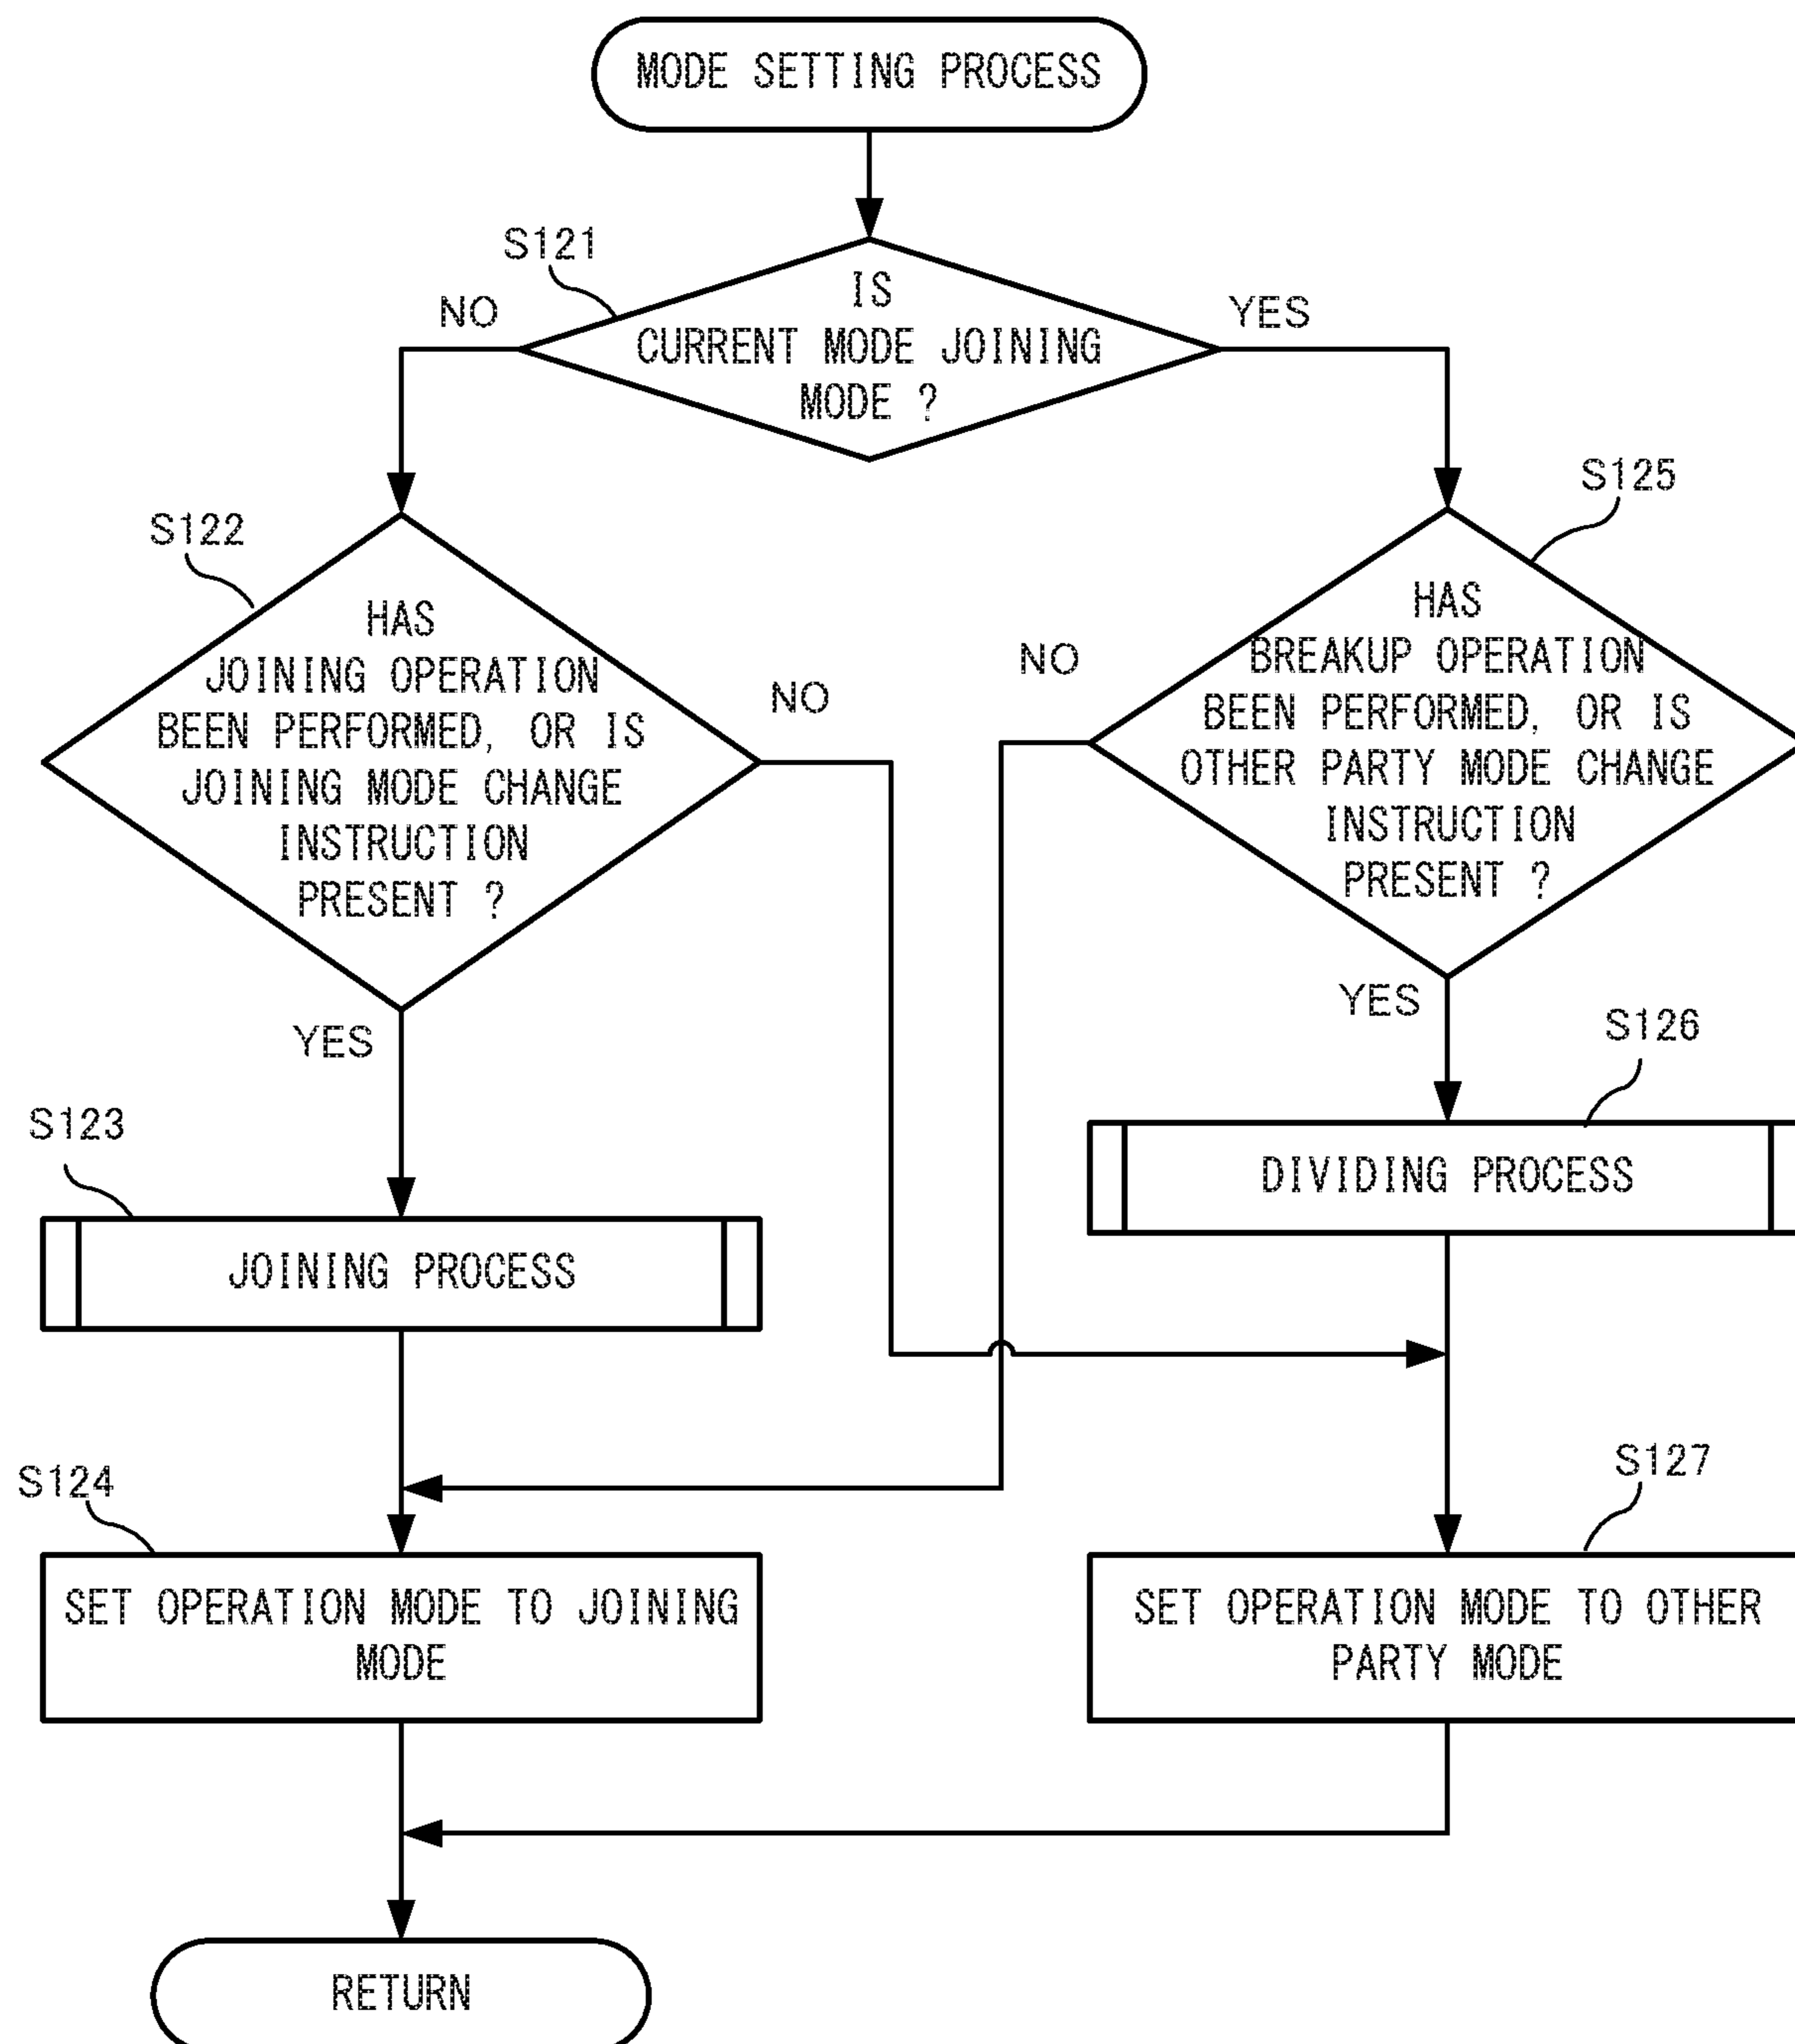 MODE SETTING PROCESS
S121
NO
YES
IS
CURRENT MODE JOINING
MODE ?
S122
S125
HAS
JOINING OPERATION
BEEN PERFORMED, OR IS
JOINING MODE CHANGE
INSTRUCTION
PRESENT ?
NO
NO
HAS
BREAKUP OPERATION
BEEN PERFORMED, OR IS
OTHER PARTY MODE CHANGE
INSTRUCTION
PRESENT ?
YES
YES
S123
S126
JOINING PROCESS
DIVIDING PROCESS
S124
S127
SET OPERATION MODE TO JOINING
MODE
SET OPERATION MODE TO OTHER
PARTY MODE
RETURN